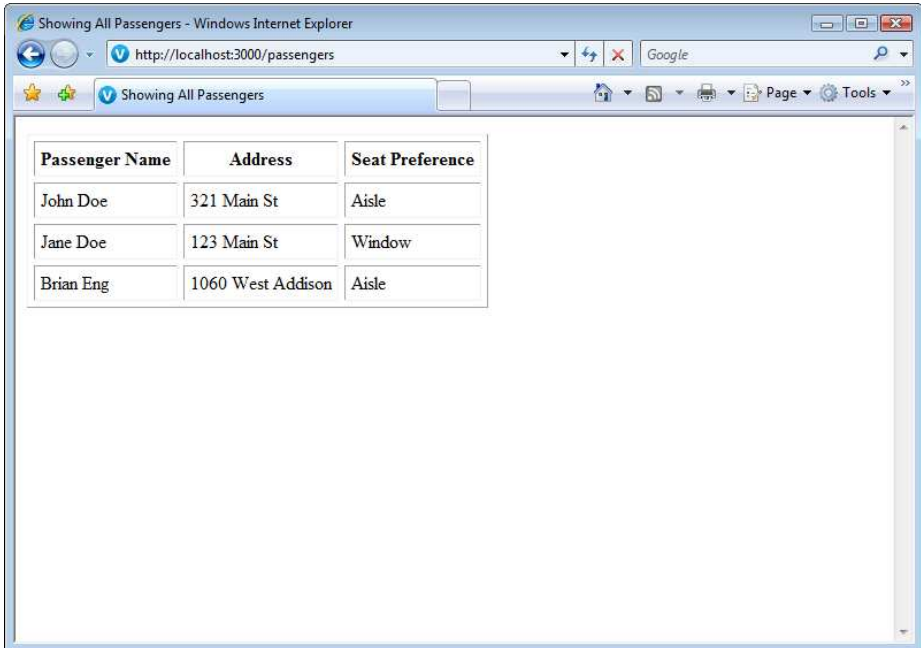 Showing All Passengers - Windows Internet Explorer
http://localhost:3000/passengers
Google
Showing All Passengers
Page Tools
Passenger Name Address Seat Preference
John Doe 321 Main St Aisle
Jane Doe 123 Main St Window
Brian Eng 1060 West Addison Aisle